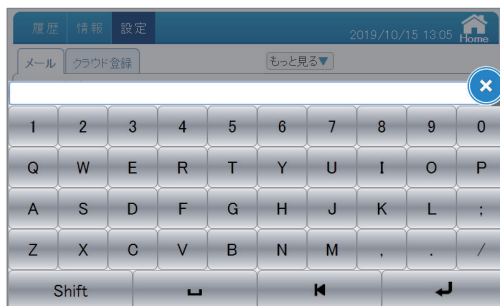 履歴 情報 設定 2019/10/15 13:05 Home
メール クラウド登録 もっと見る▼
1 2 3 4 5 6 7 8 9 0
Q W E R T Y U I O P
A S D F G H J K L ;
Z X C V B N M , . /
Shift